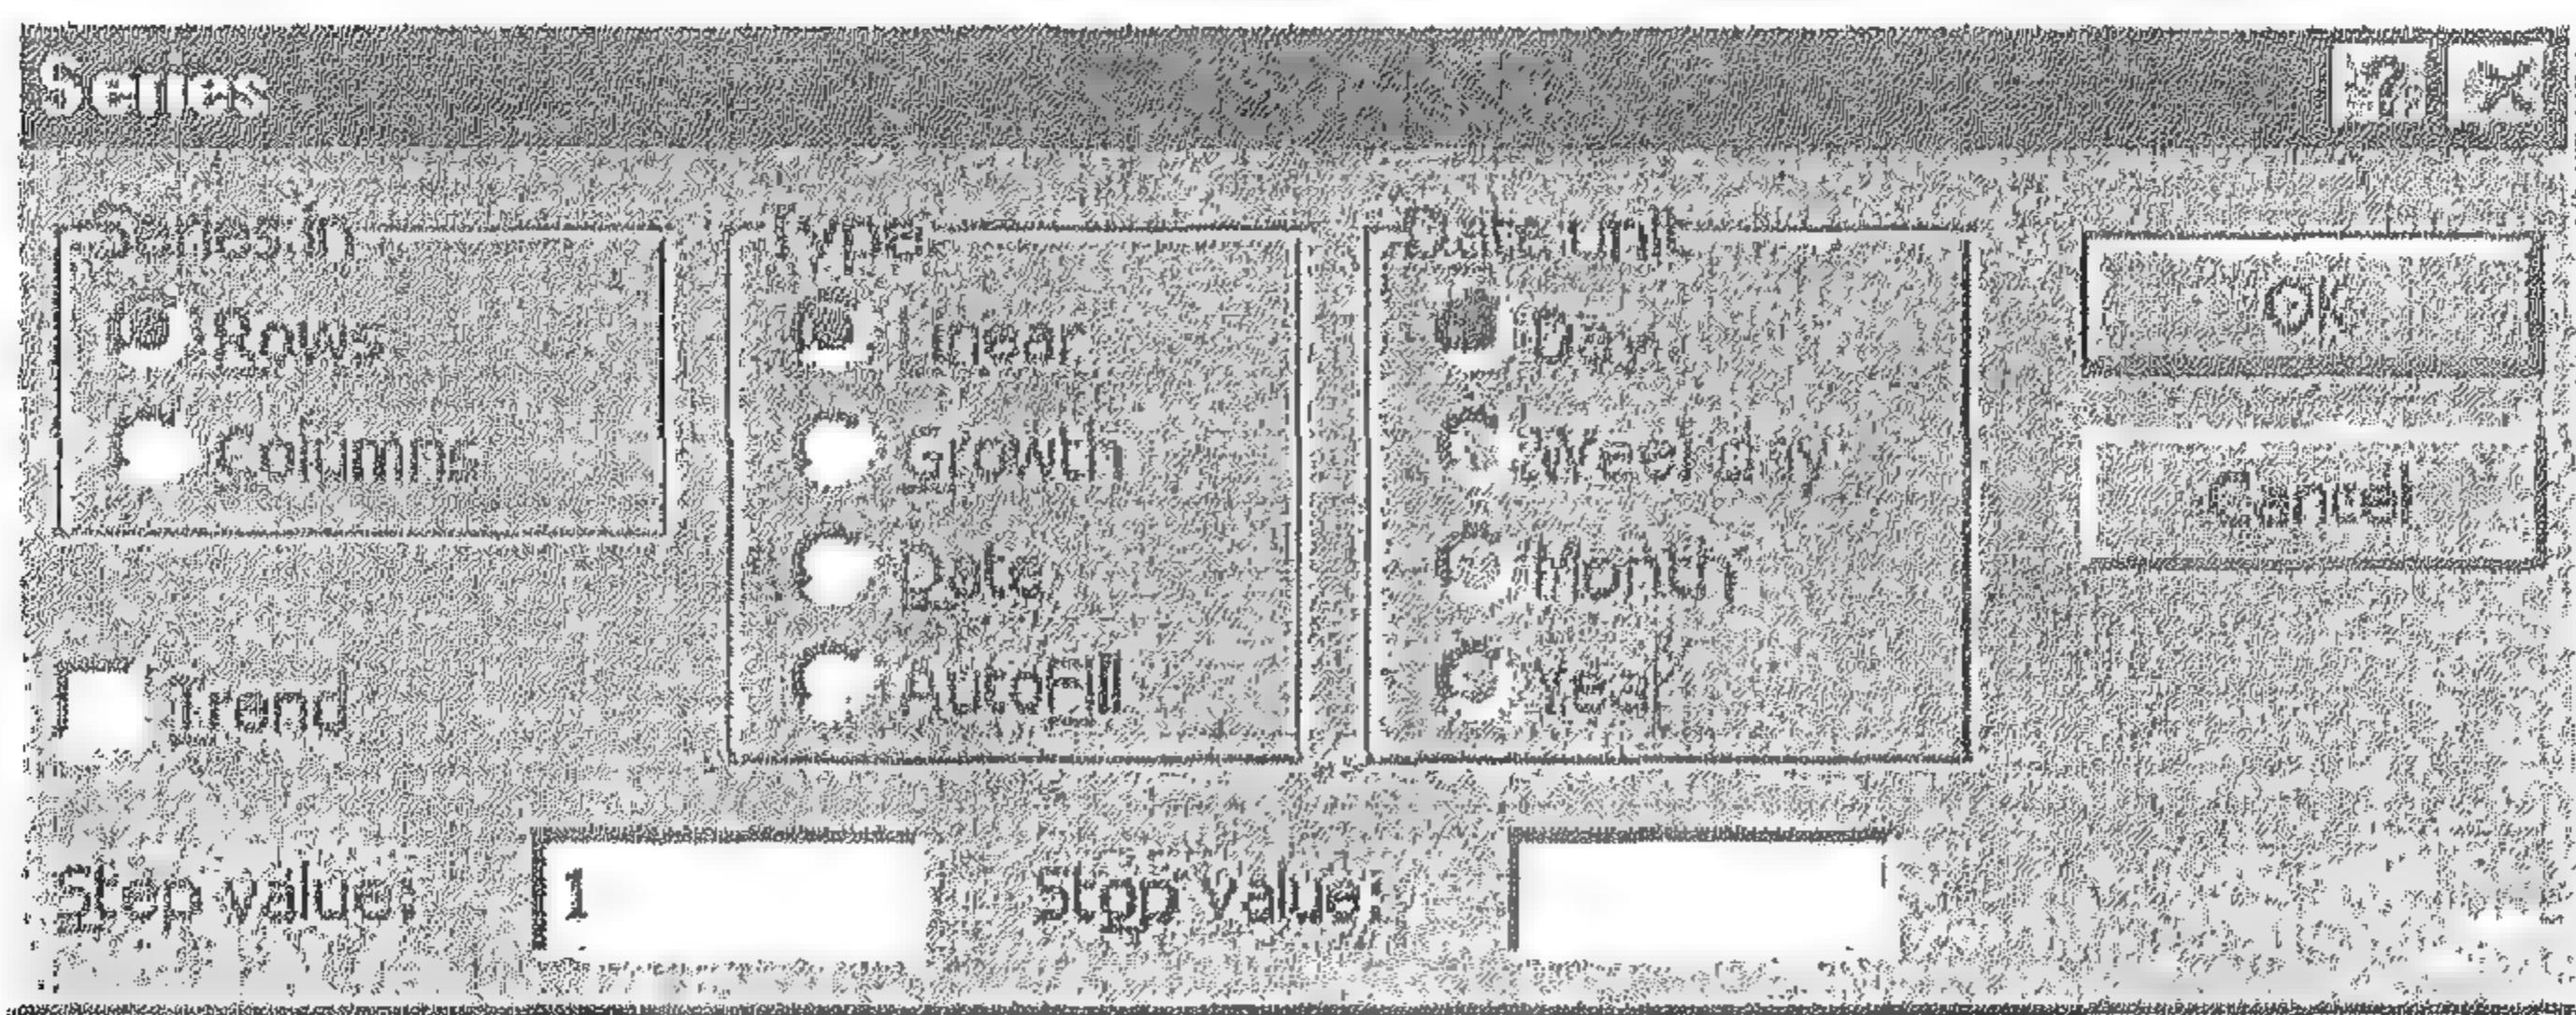 Series
Series in
Rows
Columns
Type
Linear
Growth
Date
AutoFill
Date unit
Day
Weekday
Month
Year
OK
Cancel
Trend
Step value:
1
Stop value: